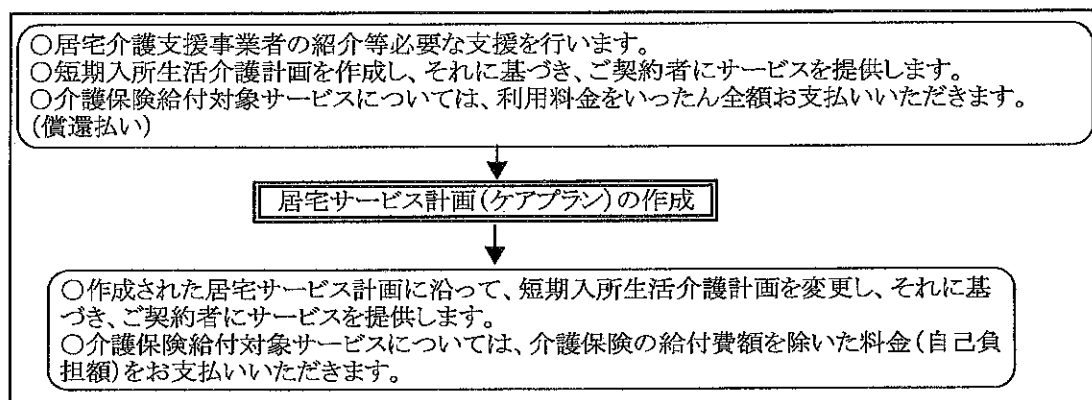 ○居宅介護支援事業者の紹介等必要な支援を行います。
○短期入所生活介護計画を作成し、それに基づき、ご契約者にサービスを提供します。
○介護保険給付対象サービスについては、利用料金をいったん全額お支払いいただきます。
(償還払い)
居宅サービス計画(ケアプラン)の作成
○作成された居宅サービス計画に沿って、短期入所生活介護計画を変更し、それに基
づき、ご契約者にサービスを提供します。
○介護保険給付対象サービスについては、介護保険の給付費額を除いた料金(自己負
担額)をお支払いいただきます。